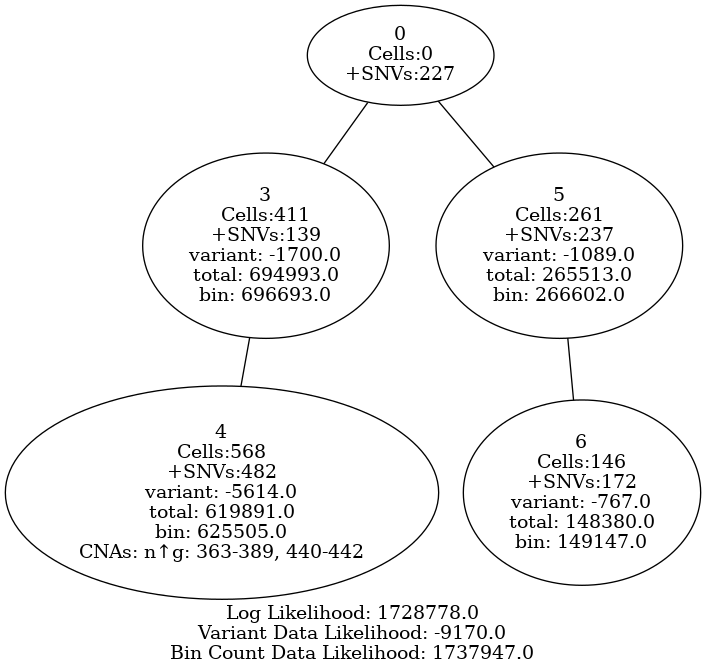 0
Cells:0
+SNVs:227
3
Cells:411
+SNVs:139
variant: -1700.0
total: 694993.0
bin: 696693.0
5
Cells:261
+SNVs:237
variant: -1089.0
total: 265513.0
bin: 266602.0
4
Cells:568
+SNVs:482
variant: -5614.0
total: 619891.0
bin: 625505.0
CNAs: n↑g: 363-389, 440-442
6
Cells:146
+SNVs:172
variant: -767.0
total: 148380.0
bin: 149147.0
Log Likelihood: 1728778.0
Variant Data Likelihood: -9170.0
Bin Count Data Likelihood: 1737947.0